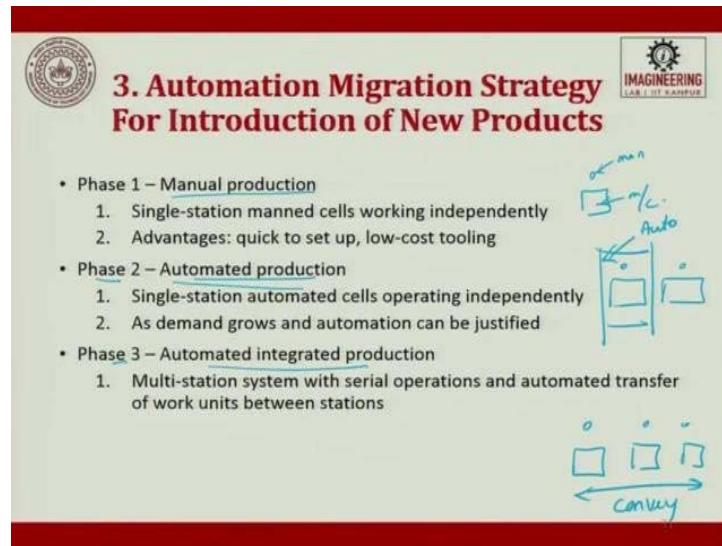 IMAGINEERING
LAB | IIT KANPUR
3. Automation Migration Strategy
For Introduction of New Products
• Phase 1 – Manual production
1. Single-station manned cells working independently
2. Advantages: quick to set up, low-cost tooling
• Phase 2 – Automated production
1. Single-station automated cells operating independently
2. As demand grows and automation can be justified
• Phase 3 – Automated integrated production
1. Multi-station system with serial operations and automated transfer
of work units between stations
man
m/c.
Auto
convey